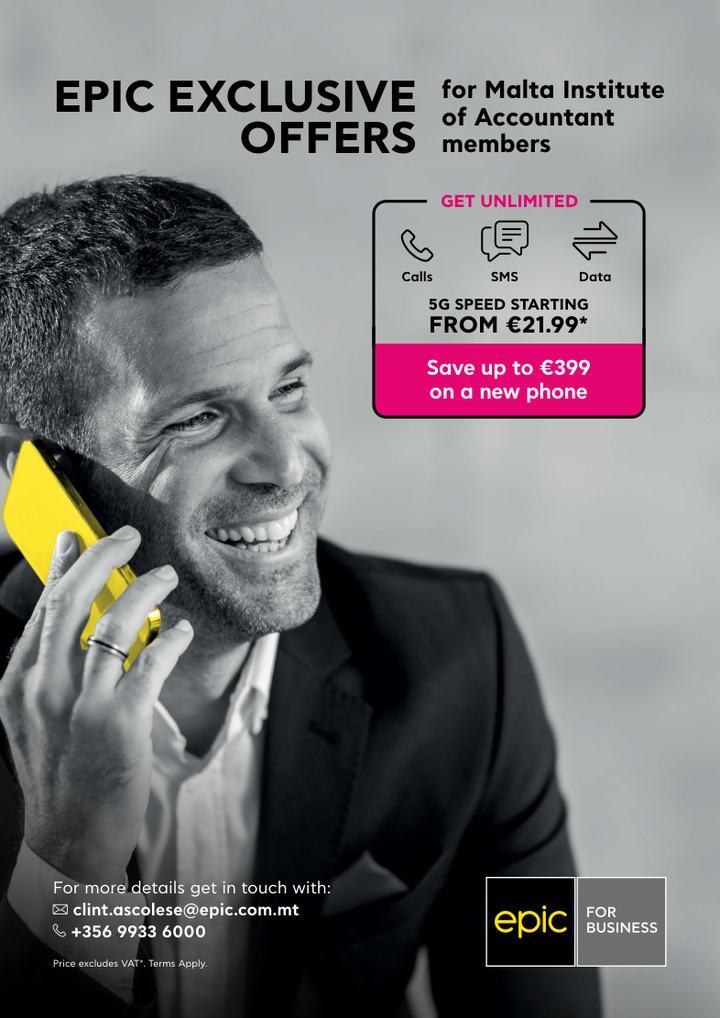 EPIC EXCLUSIVE
OFFERS
for Malta Institute
of Accountant
members
GET UNLIMITED
Calls
SMS
Data
5G SPEED STARTING
FROM €21.99*
Save up to €399
on a new phone
For more details get in touch with:
clint.ascolese@epic.com.mt
+356 9933 6000
Price excludes VAT*. Terms Apply.
epic
FOR
BUSINESS